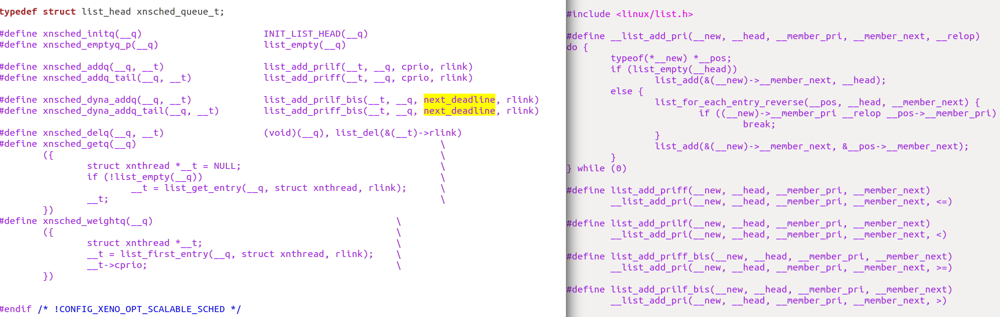 typedef struct list_head xnsched_queue_t;
#define xnsched_initq(__q) INIT_LIST_HEAD(__q)
#define xnsched_emptyq_p(__q) list_empty(__q)
#define xnsched_addq(__q, __t) list_add_prilf(__t, __q, cprio, rlink)
#define xnsched_addq_tail(__q, __t) list_add_priff(__t, __q, cprio, rlink)
#define xnsched_dyna_addq(__q, __t) list_add_prilf_bis(__t, __q, next_deadline, rlink)
#define xnsched_dyna_addq_tail(__q, __t) list_add_priff_bis(__t, __q, next_deadline, rlink)
#define xnsched_delq(__q, __t) (void)(__q), list_del(&(__t)->rlink)
#define xnsched_getq(__q) \
({ \
struct xnthread *__t = NULL; \
if (!list_empty(__q)) \
__t = list_get_entry(__q, struct xnthread, rlink); \
__t; \
})
#define xnsched_weightq(__q) \
({ \
struct xnthread *__t; \
__t = list_first_entry(__q, struct xnthread, rlink); \
__t->cprio; \
})
#endif /* !CONFIG_XENO_OPT_SCALABLE_SCHED */
#include <linux/list.h>
#define __list_add_pri(__new, __head, __member_pri, __member_next, __relop)
do {
typeof(*__new) *__pos;
if (list_empty(__head))
list_add(&(__new)->__member_next, __head);
else {
list_for_each_entry_reverse(__pos, __head, __member_next) {
if ((__new)->__member_pri __relop __pos->__member_pri)
break;
}
list_add(&(__new)->__member_next, &__pos->__member_next);
}
} while (0)
#define list_add_priff(__new, __head, __member_pri, __member_next)
__list_add_pri(__new, __head, __member_pri, __member_next, <=)
#define list_add_prilf(__new, __head, __member_pri, __member_next)
__list_add_pri(__new, __head, __member_pri, __member_next, <)
#define list_add_priff_bis(__new, __head, __member_pri, __member_next)
__list_add_pri(__new, __head, __member_pri, __member_next, >=)
#define list_add_prilf_bis(__new, __head, __member_pri, __member_next)
__list_add_pri(__new, __head, __member_pri, __member_next, >)